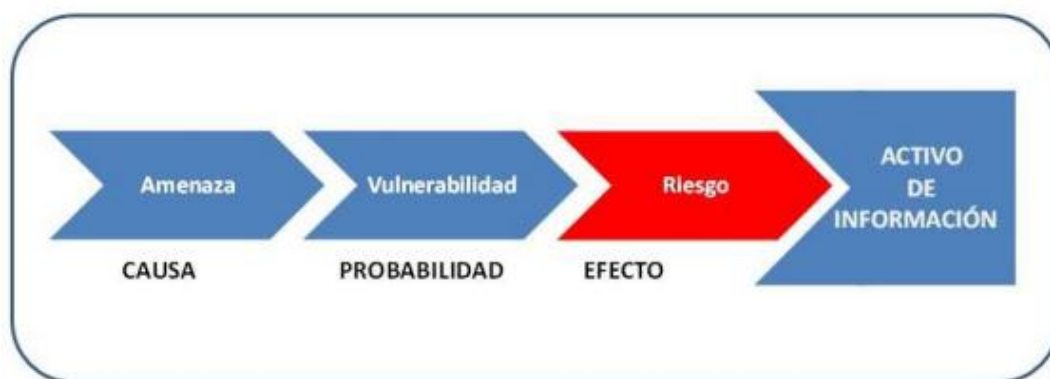 Amenaza
Vulnerabilidad
Riesgo
ACTIVO
DE
INFORMACIÓN
CAUSA
PROBABILIDAD
EFECTO